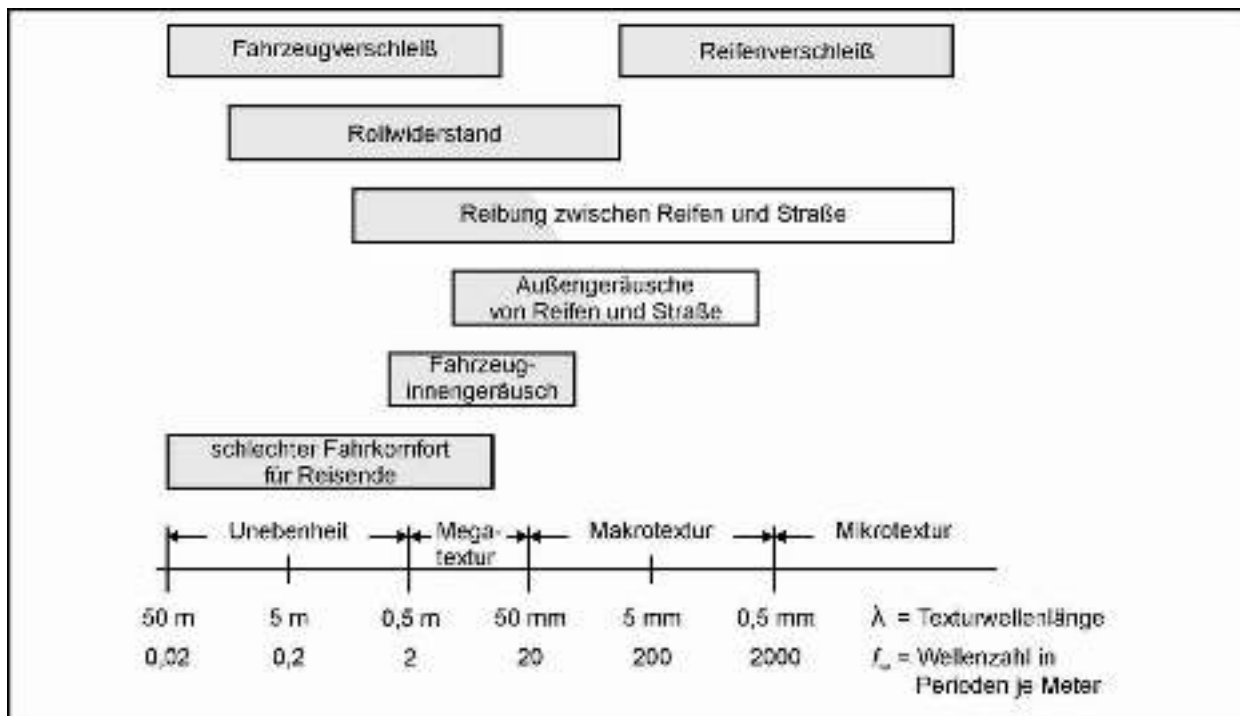 Fahrzeugverschleiß
Reifenverschleiß
Rollwiderstand
Reibung zwischen Reifen und Straße
Außengeräusche
von Reifen und Straße
Fahrzeug-
innengeräusch
schlechter Fahrkomfort
für Reisende
Unebenheit
Mega-
textur
Makrotextur
Mikrotextur
50 m 5 m 0,5 m 50 mm 5 mm 0,5 mm λ = Texturwellenlänge
0,02 0,2 2 20 200 2000 = Wellenzahl in
Perioden je Meter